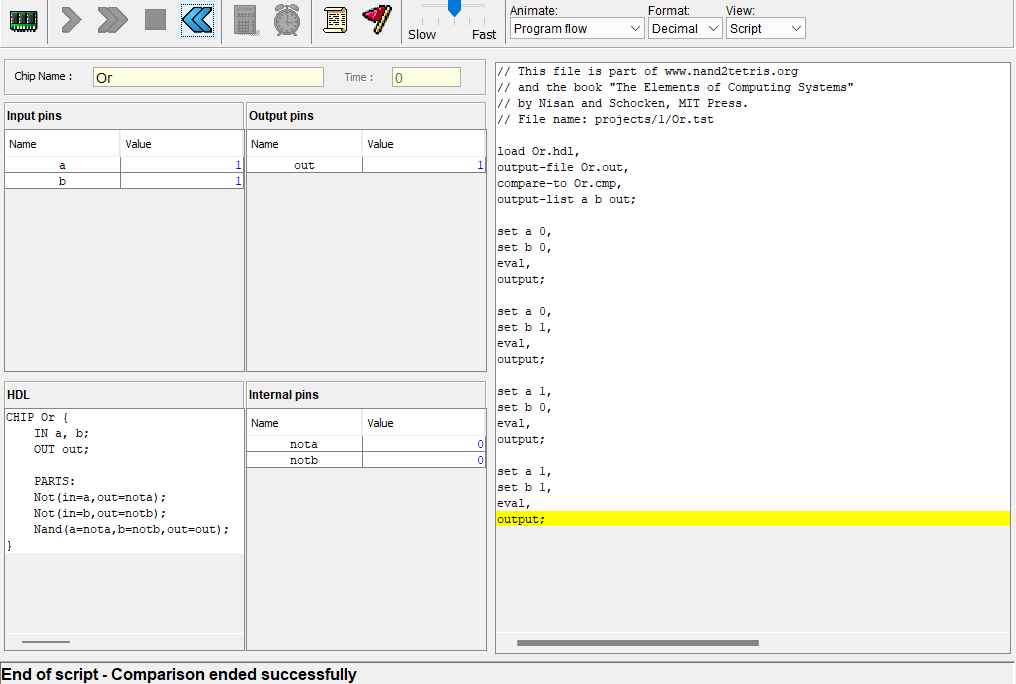 Slow Fast
Animate: Format: View:
Program flow Decimal Script
Chip Name : Or Time : 0
Input pins
Name Value
a 1
b 1
Output pins
Name Value
out 1
HDL
CHIP Or {
    IN a, b;
    OUT out;
    PARTS:
    Not(in=a,out=nota);
    Not(in=b,out=notb);
    Nand(a=nota,b=notb,out=out);
}
Internal pins
Name Value
nota 0
notb 0
// This file is part of www.nand2tetris.org
// and the book "The Elements of Computing Systems"
// by Nisan and Schocken, MIT Press.
// File name: projects/1/Or.tst
load Or.hdl,
output-file Or.out,
compare-to Or.cmp,
output-list a b out;
set a 0,
set b 0,
eval,
output;
set a 0,
set b 1,
eval,
output;
set a 1,
set b 0,
eval,
output;
set a 1,
set b 1,
eval,
output;
End of script - Comparison ended successfully